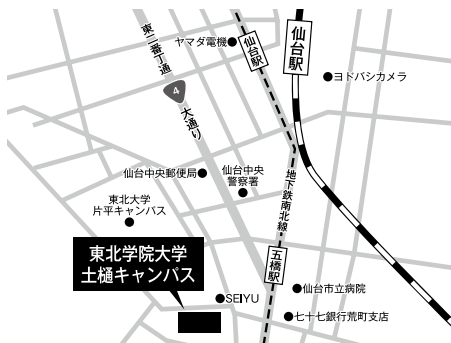 東二番丁通
ヤマダ電機
仙台駅
仙台駅
ヨドバシカメラ
4
大通り
仙台中央郵便局
仙台中央
警察署
地下鉄南北線
東北大学
片平キャンパス
東北学院大学
土樋キャンパス
五橋駅
仙台市立病院
SEIYU
七十七銀行荒町支店